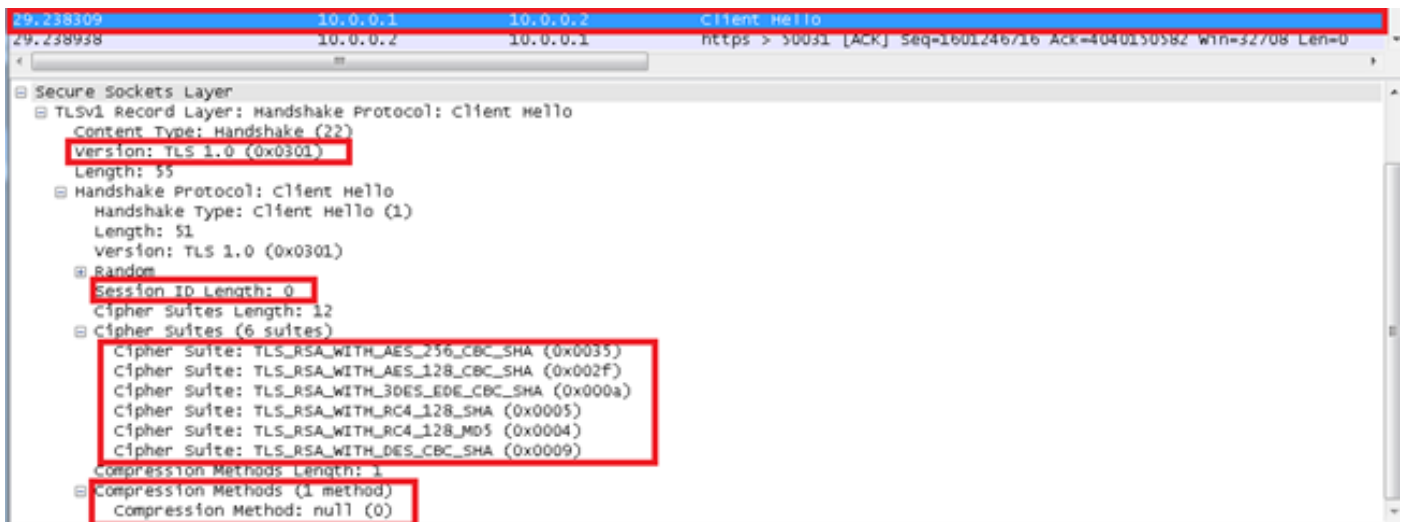 29.238309 10.0.0.1 10.0.0.2 Client Hello
29.238938 10.0.0.2 10.0.0.1 https > 50031 [ACK] Seq=1601246716 Ack=4040150582 Win=32708 Len=0
Secure Sockets Layer
TLSv1 Record Layer: Handshake Protocol: Client Hello
Content Type: Handshake (22)
Version: TLS 1.0 (0x0301)
Length: 55
Handshake Protocol: Client Hello
Handshake Type: Client Hello (1)
Length: 51
Version: TLS 1.0 (0x0301)
Random
Session ID Length: 0
Cipher Suites Length: 12
Cipher Suites (6 suites)
Cipher Suite: TLS_RSA_WITH_AES_256_CBC_SHA (0x0035)
Cipher Suite: TLS_RSA_WITH_AES_128_CBC_SHA (0x002f)
Cipher Suite: TLS_RSA_WITH_3DES_EDE_CBC_SHA (0x000a)
Cipher Suite: TLS_RSA_WITH_RC4_128_SHA (0x0005)
Cipher Suite: TLS_RSA_WITH_RC4_128_MD5 (0x0004)
Cipher Suite: TLS_RSA_WITH_DES_CBC_SHA (0x0009)
Compression Methods Length: 1
Compression Methods (1 method)
Compression Method: null (0)